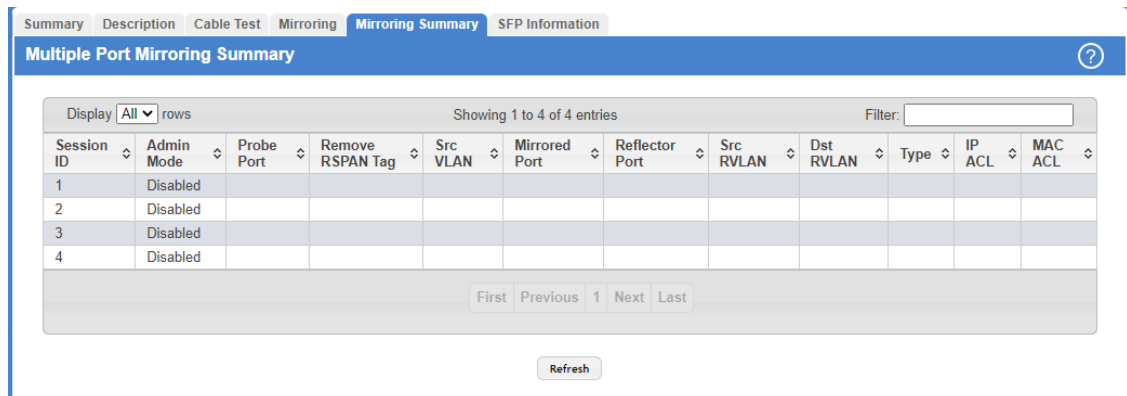 Summary Description Cable Test Mirroring Mirroring Summary SFP Information
Multiple Port Mirroring Summary ?
Display All rows Showing 1 to 4 of 4 entries Filter:
Session ID Admin Mode Probe Port Remove RSPAN Tag Src VLAN Mirrored Port Reflector Port Src RVLAN Dst RVLAN Type IP ACL MAC ACL
1 Disabled
2 Disabled
3 Disabled
4 Disabled
First Previous 1 Next Last
Refresh